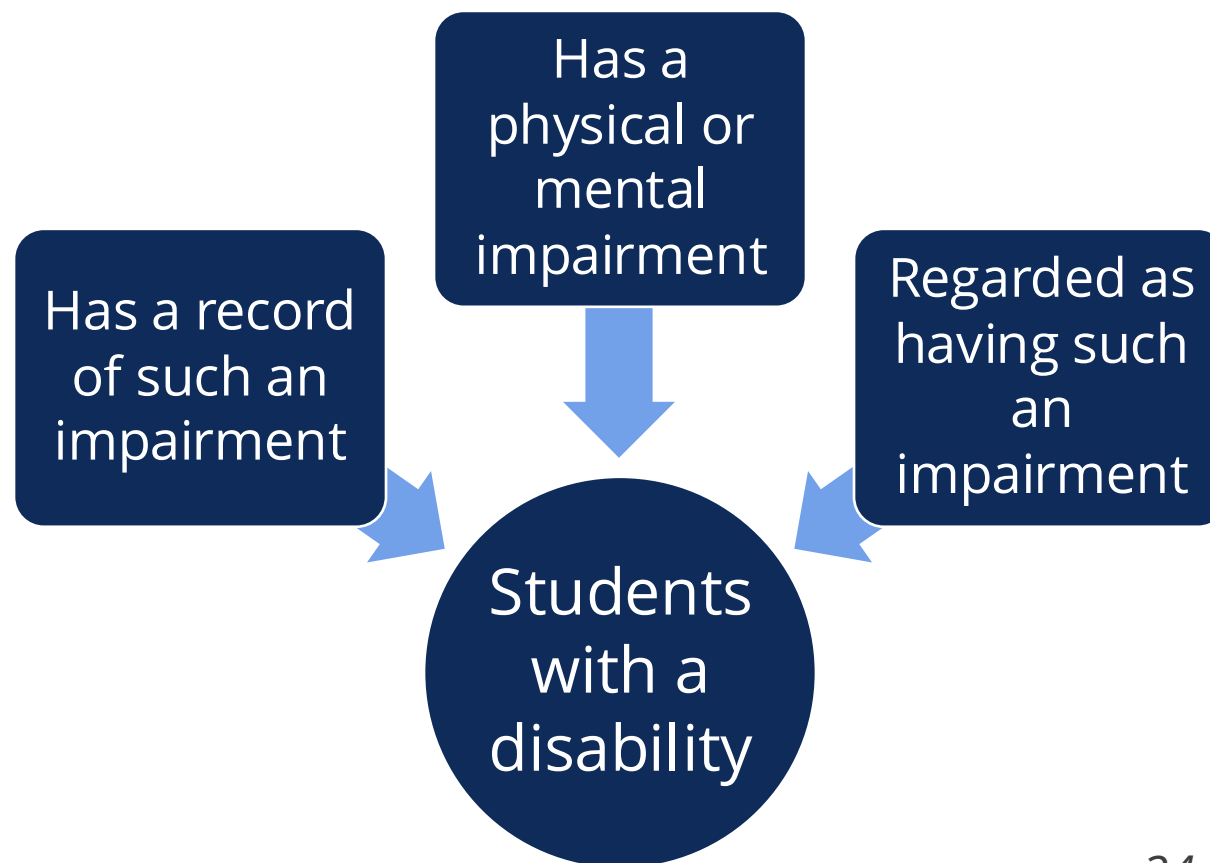 Has a
physical or
mental
impairment
Has a record
of such an
impairment
Regarded as
having such
an
impairment
Students
with a
disability